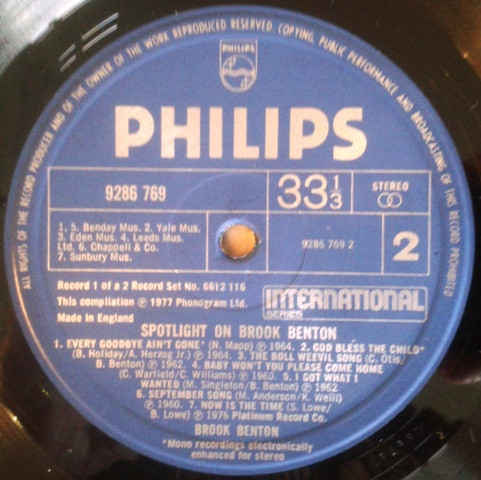 ALL RIGHTS OF THE RECORD PRODUCER AND OF THE OWNER OF THE WORK REPRODUCED RESERVED. COPYING, PUBLIC PERFORMANCE AND BROADCASTING OF THIS RECORD PROHIBITED
PHILIPS
PHILIPS
9286 769
33 1/3
STEREO
1, 5. Benday Mus. 2. Yale Mus.
3. Eden Mus. 4. Leeds Mus.
Ltd. 6. Chappell & Co.
7. Sunbury Mus.
9286 769 2
2
Record 1 of a 2 Record Set No. 6612 116
This compilation ℗ 1977 Phonogram Ltd.
Made in England
INTERNATIONAL
SERIES
SPOTLIGHT ON BROOK BENTON
1. EVERY GOODBYE AIN'T GONE* (N. Mapp) ℗ 1964. 2. GOD BLESS THE CHILD*
(B. Holiday/A. Herzog Jr.) ℗ 1964. 3. THE BOLL WEEVIL SONG (C. Otis/
B. Benton) ℗ 1962. 4. BABY WON'T YOU PLEASE COME HOME
(C. Warfield/C. Williams) ℗ 1960. 5. I GOT WHAT I
WANTED (M. Singleton/B. Benton) ℗ 1962
6. SEPTEMBER SONG (M. Anderson/K. Weill)
℗ 1960. 7. NOW IS THE TIME (S. Lowe/
B. Lowe) ℗ 1976 Platinum Record Co.
BROOK BENTON
*Mono recordings electronically
enhanced for stereo